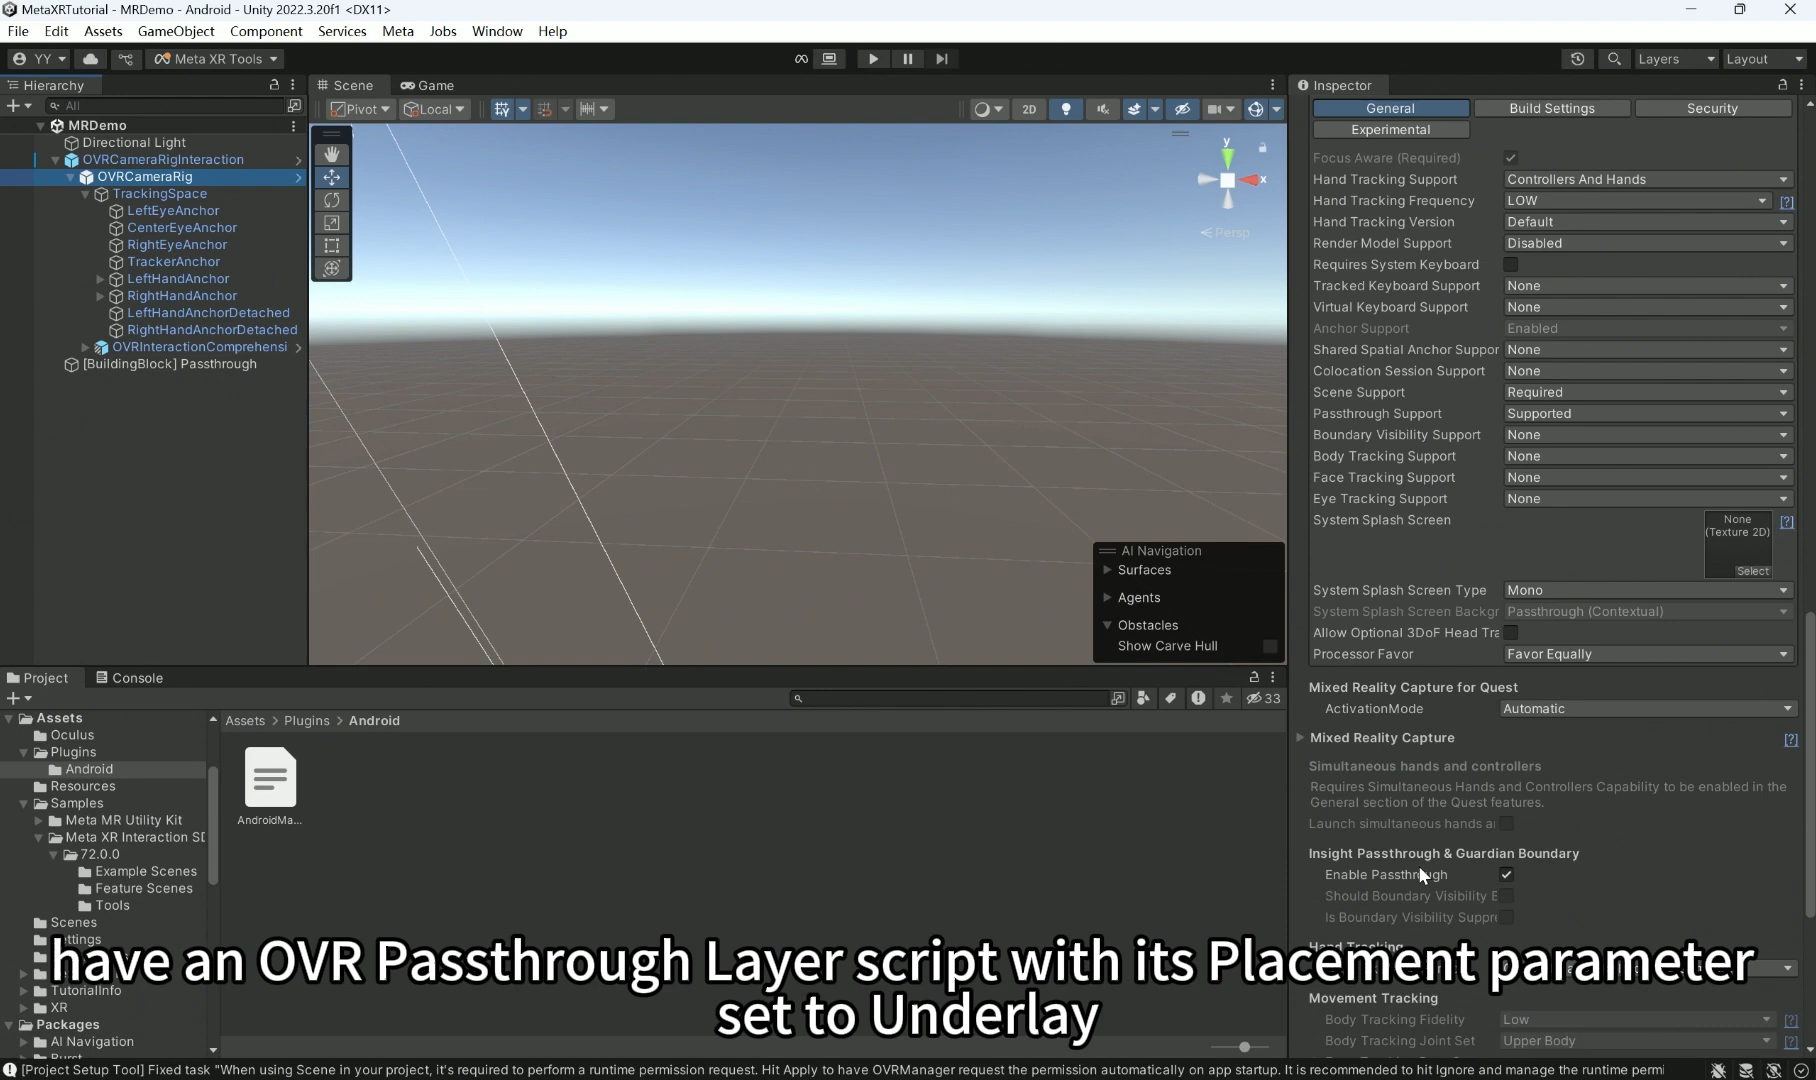 MetaXRTutorial - MRDemo - Android - Unity 2022.3.20f1 <DX11>
File Edit Assets GameObject Component Services Meta Jobs Window Help
YY Meta XR Tools Layers Layout
Hierarchy
All
MRDemo
Directional Light
OVRCameraRigInteraction
OVRCameraRig
TrackingSpace
LeftEyeAnchor
CenterEyeAnchor
RightEyeAnchor
TrackerAnchor
LeftHandAnchor
RightHandAnchor
LeftHandAnchorDetached
RightHandAnchorDetached
OVRInteractionComprehensi
[BuildingBlock] Passthrough
Scene Game
Pivot Local 2D
y
x
Persp
AI Navigation
Surfaces
Agents
Obstacles
Show Carve Hull
Inspector
General Build Settings Security
Experimental
Focus Aware (Required)
Hand Tracking Support Controllers And Hands
Hand Tracking Frequency LOW [?]
Hand Tracking Version Default
Render Model Support Disabled
Requires System Keyboard
Tracked Keyboard Support None
Virtual Keyboard Support None
Anchor Support Enabled
Shared Spatial Anchor Suppor None
Colocation Session Support None
Scene Support Required
Passthrough Support Supported
Boundary Visibility Support None
Body Tracking Support None
Face Tracking Support None
Eye Tracking Support None
System Splash Screen None (Texture 2D) Select [?]
System Splash Screen Type Mono
System Splash Screen Backgr Passthrough (Contextual)
Allow Optional 3DoF Head Tra
Processor Favor Favor Equally
Mixed Reality Capture for Quest
ActivationMode Automatic
Mixed Reality Capture [?]
Simultaneous hands and controllers
Requires Simultaneous Hands and Controllers Capability to be enabled in the
General section of the Quest features.
Launch simultaneous hands a
Insight Passthrough & Guardian Boundary
Enable Passthrough
Should Boundary Visibility E
Is Boundary Visibility Suppre
Hand Tracking
Movement Tracking
Body Tracking Fidelity Low [?]
Body Tracking Joint Set Upper Body [?]
Project Console
33
Assets
Oculus
Plugins
Android
Resources
Samples
Meta MR Utility Kit
Meta XR Interaction SD
72.0.0
Example Scenes
Feature Scenes
Tools
Scenes
ettings
TutorialInfo
XR
Packages
AI Navigation
Burst
Assets > Plugins > Android
AndroidMa...
have an OVR Passthrough Layer script with its Placement parameter
set to Underlay
[Project Setup Tool] Fixed task "When using Scene in your project, it's required to perform a runtime permission request. Hit Apply to have OVRManager request the permission automatically on app startup. It is recommended to hit Ignore and manage the runtime permi